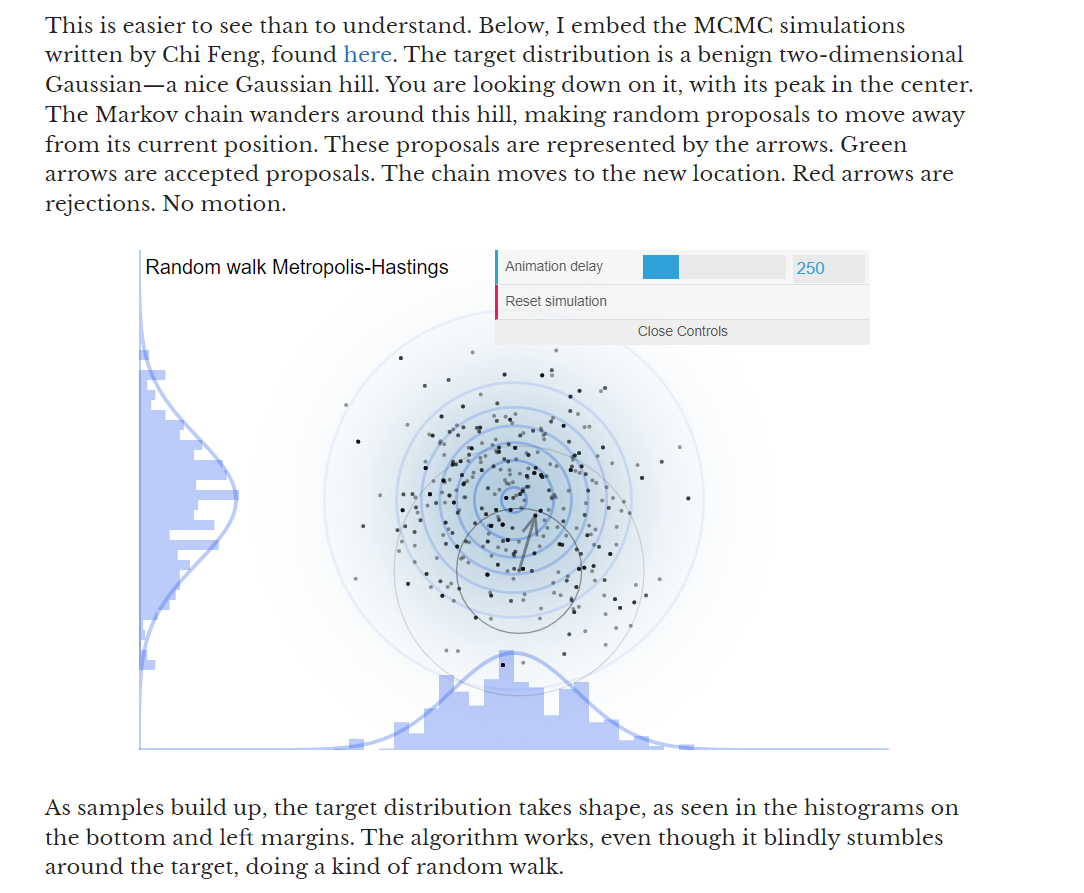 This is easier to see than to understand. Below, I embed the MCMC simulations
written by Chi Feng, found here. The target distribution is a benign two-dimensional
Gaussian—a nice Gaussian hill. You are looking down on it, with its peak in the center.
The Markov chain wanders around this hill, making random proposals to move away
from its current position. These proposals are represented by the arrows. Green
arrows are accepted proposals. The chain moves to the new location. Red arrows are
rejections. No motion.
Random walk Metropolis-Hastings
Animation delay 250
Reset simulation
Close Controls
As samples build up, the target distribution takes shape, as seen in the histograms on
the bottom and left margins. The algorithm works, even though it blindly stumbles
around the target, doing a kind of random walk.